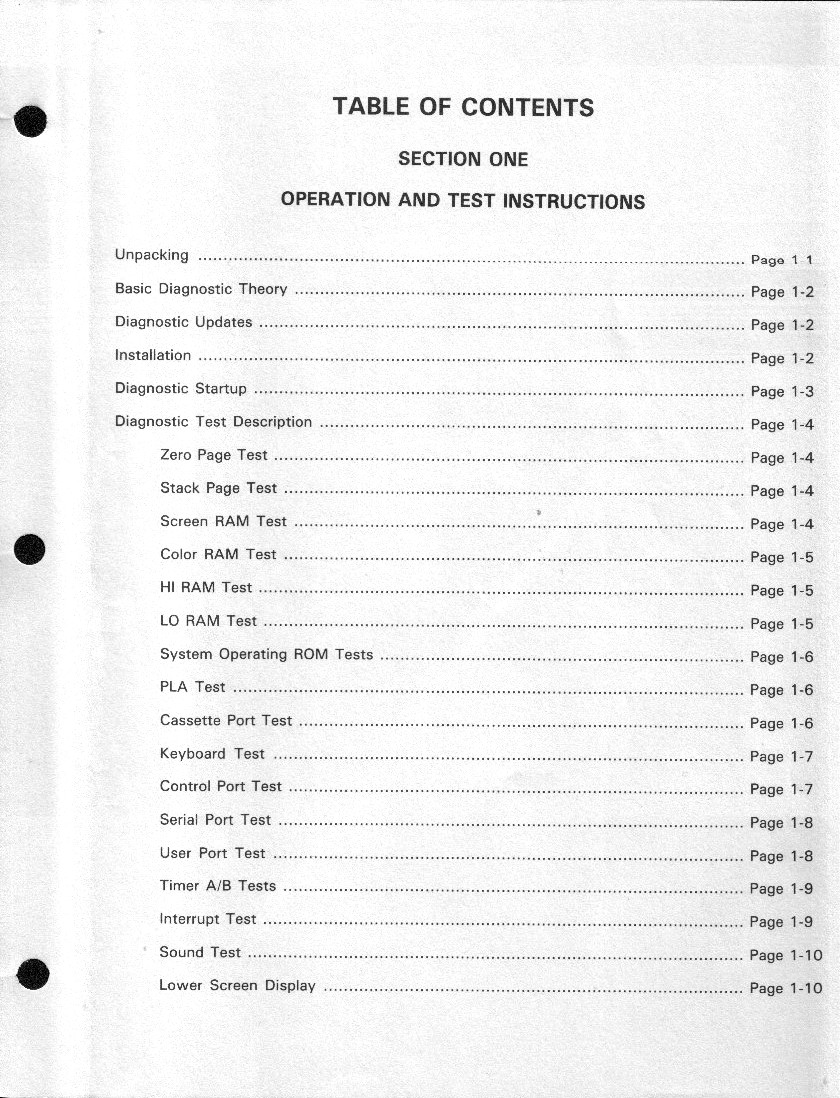 TABLE OF CONTENTS
SECTION ONE
OPERATION AND TEST INSTRUCTIONS
Unpacking ........ Page 1 1
Basic Diagnostic Theory ........ Page 1-2
Diagnostic Updates ........ Page 1-2
Installation ........ Page 1-2
Diagnostic Startup ........ Page 1-3
Diagnostic Test Description ........ Page 1-4
Zero Page Test ........ Page 1-4
Stack Page Test ........ Page 1-4
Screen RAM Test ........ Page 1-4
Color RAM Test ........ Page 1-5
HI RAM Test ........ Page 1-5
LO RAM Test ........ Page 1-5
System Operating ROM Tests ........ Page 1-6
PLA Test ........ Page 1-6
Cassette Port Test ........ Page 1-6
Keyboard Test ........ Page 1-7
Control Port Test ........ Page 1-7
Serial Port Test ........ Page 1-8
User Port Test ........ Page 1-8
Timer A/B Tests ........ Page 1-9
Interrupt Test ........ Page 1-9
Sound Test ........ Page 1-10
Lower Screen Display ........ Page 1-10